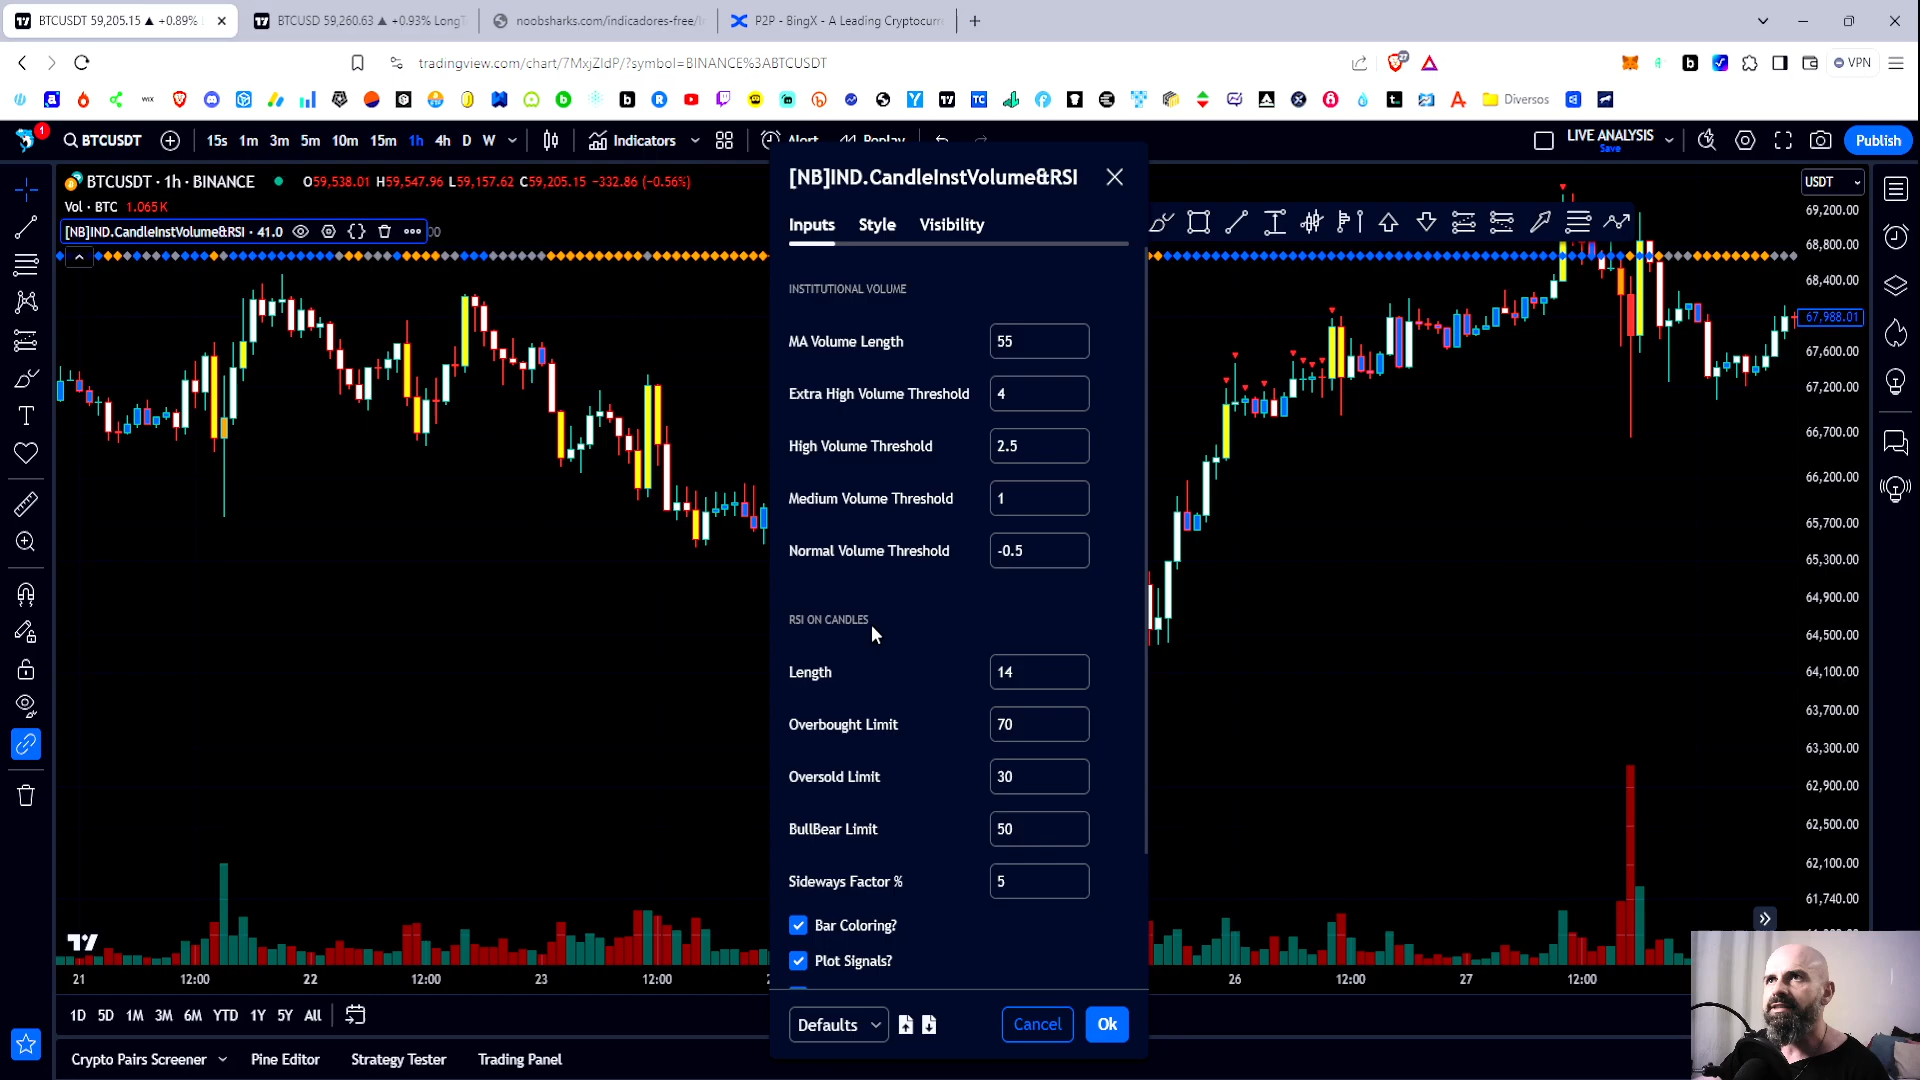 BTCUSDT 59,205.15 ▲ +0.89%
BTCUSD 59,260.63 ▲ +0.93% LongT
noobsharks.com/indicadores-free/
P2P - BingX - A Leading Cryptocurr
tradingview.com/chart/7MxjZIdP/?symbol=BINANCE%3ABTCUSDT
VPN
Diversos
1
BTCUSDT 15s 1m 3m 5m 10m 15m 1h 4h D W Indicators Alert Replay LIVE ANALYSIS Save Publish
BTCUSDT · 1h · BINANCE O59,538.01 H59,547.96 L59,157.62 C59,205.15 -332.86 (-0.56%)
Vol · BTC 1.065K
[NB]IND.CandleInstVolume&RSI · 41.0
[NB]IND.CandleInstVolume&RSI
Inputs Style Visibility
INSTITUTIONAL VOLUME
MA Volume Length 55
Extra High Volume Threshold 4
High Volume Threshold 2.5
Medium Volume Threshold 1
Normal Volume Threshold -0.5
RSI ON CANDLES
Length 14
Overbought Limit 70
Oversold Limit 30
BullBear Limit 50
Sideways Factor % 5
Bar Coloring?
Plot Signals?
Defaults Cancel Ok
USDT
69,200.00
68,800.00
68,400.00
67,988.01
67,600.00
67,200.00
66,700.00
66,200.00
65,700.00
65,300.00
64,900.00
64,500.00
64,100.00
63,700.00
63,300.00
62,900.00
62,500.00
62,100.00
61,740.00
21 12:00 22 12:00 23 12:00 26 12:00 27 12:00
1D 5D 1M 3M 6M YTD 1Y 5Y All
Crypto Pairs Screener Pine Editor Strategy Tester Trading Panel